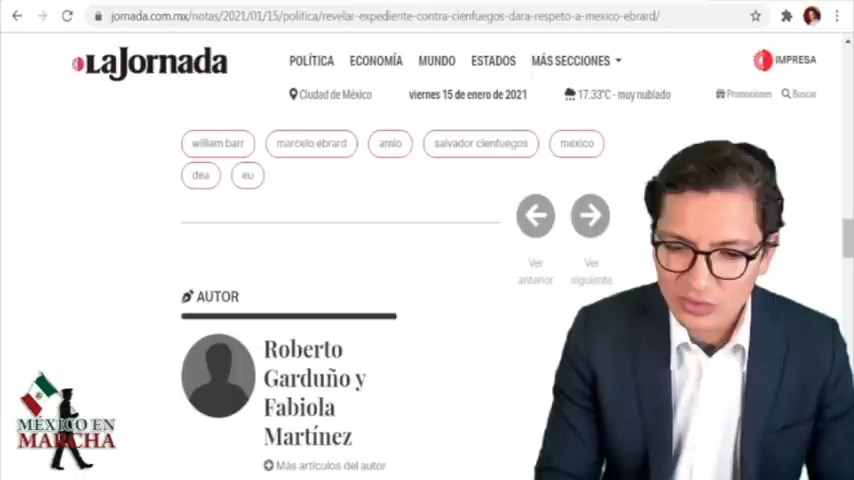 jornada.com.mx/notas/2021/01/15/politica/revelar-expediente-contra-cienfuegos-dara-respeto-a-mexico-ebrard/
LaJornada
POLÍTICA ECONOMÍA MUNDO ESTADOS MÁS SECCIONES
IMPRESA
Ciudad de México viernes 15 de enero de 2021 17.33°C - muy nublado Promociones Buscar
william barr marcelo ebrard amlo salvador cienfuegos méxico
dea eu
Ver anterior
Ver siguiente
AUTOR
Roberto
Garduño y
Fabiola
Martínez
Más artículos del autor
MÉXICO EN
MARCHA